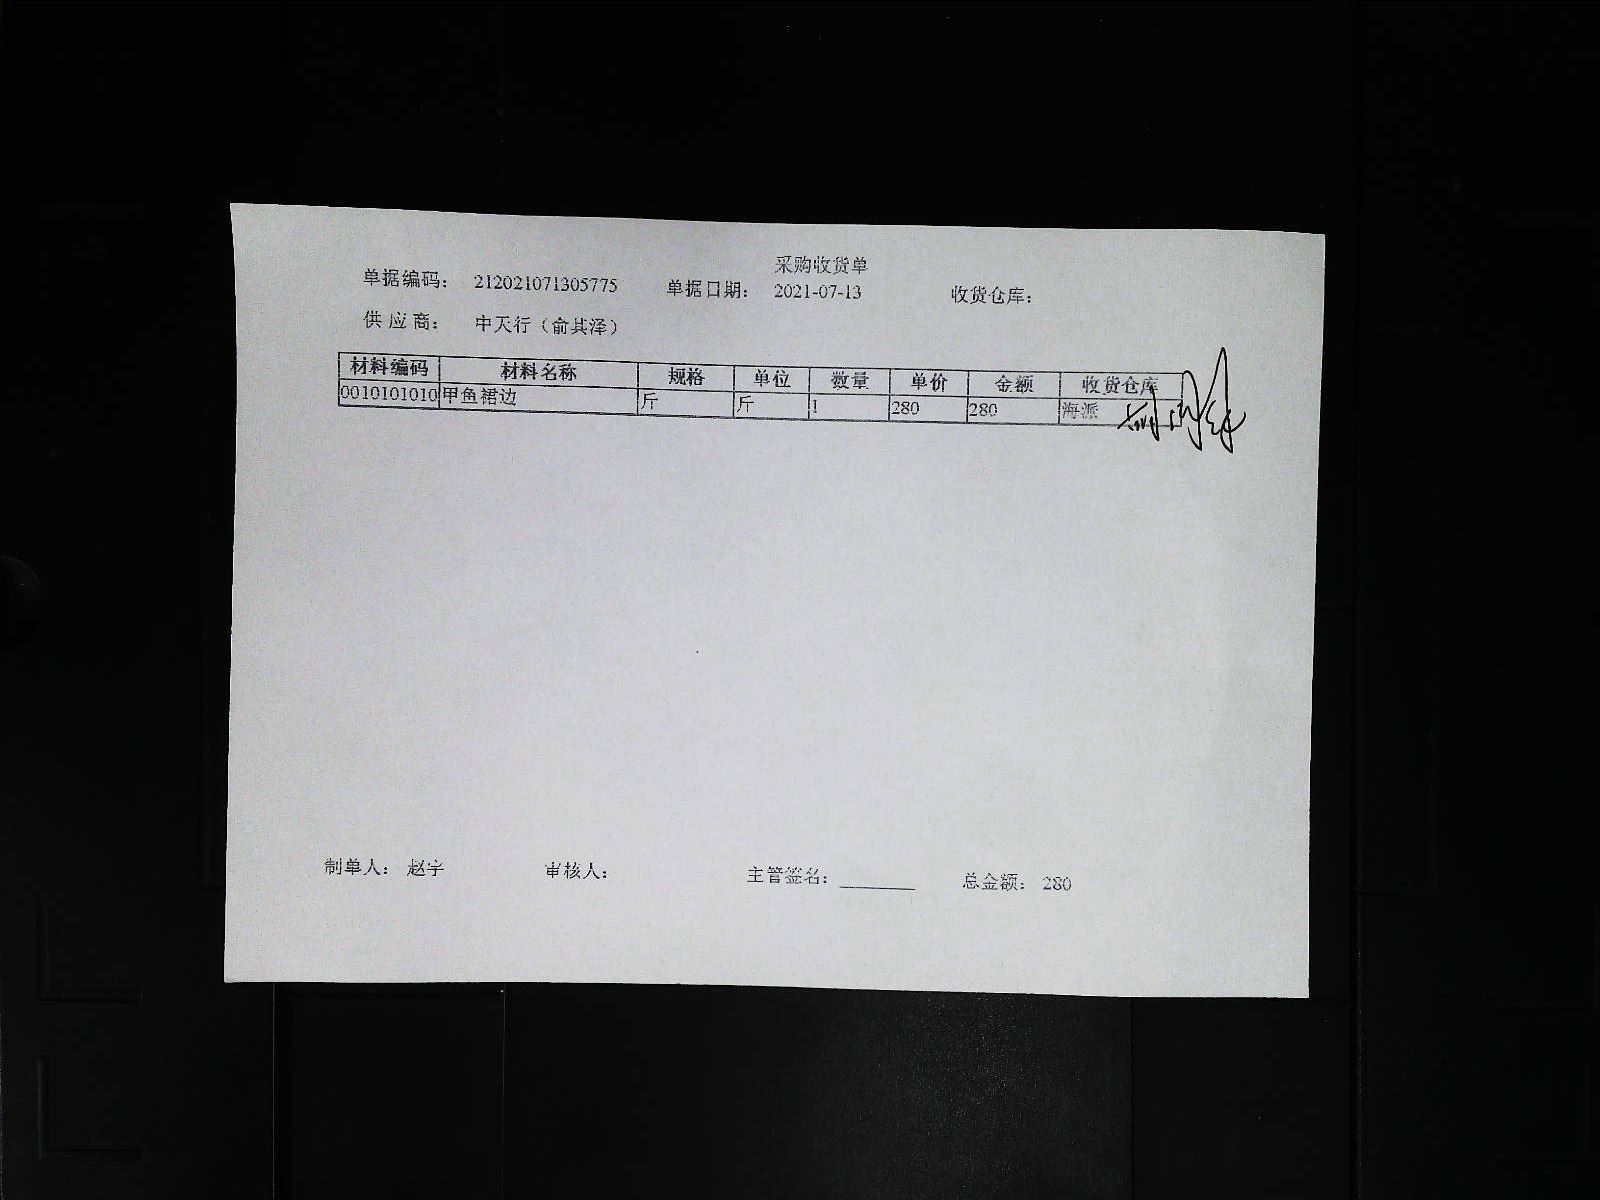 采购收货单
单据编码： 212021071305775 单据日期： 2021-07-13 收货仓库：
供 应 商： 中天行（俞其泽）
材料编码 材料名称 规格 单位 数量 单价 金额 收货仓库
0010101010 甲鱼裙边 斤 斤 1 280 280 海派
制单人： 赵宇 审核人： 主管签名： ________ 总金额： 280